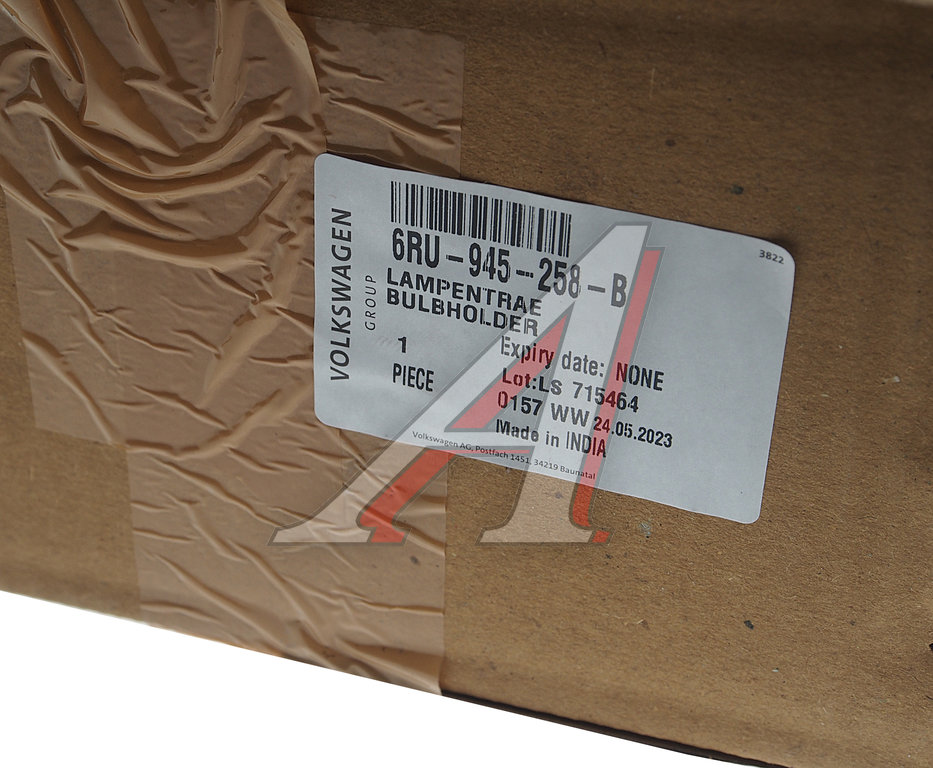 VOLKSWAGEN
GROUP
3822
6RU-945-258-B
LAMPENTRAE
BULBHOLDER
1
PIECE
Expiry date: NONE
Lot:LS 715464
0157 WW 24.05.2023
Made in INDIA
Volkswagen AG, Postfach 1451, 34219 Baunatal